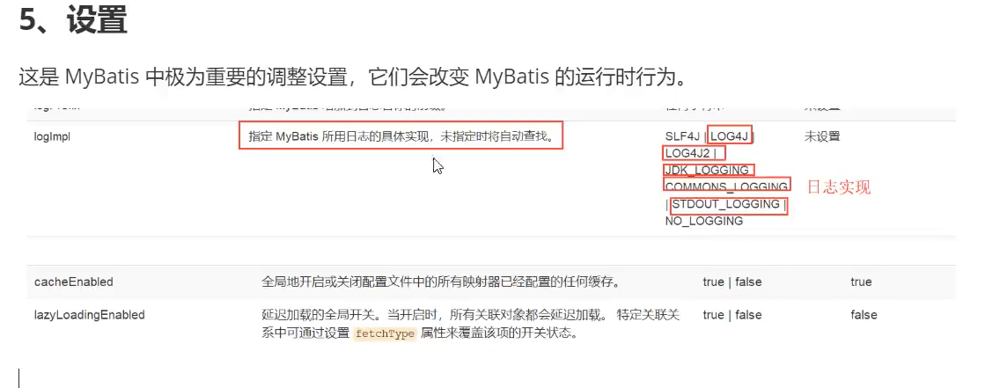 5、设置
这是 MyBatis 中极为重要的调整设置，它们会改变 MyBatis 的运行时行为。
logImpl 指定 MyBatis 所用日志的具体实现，未指定时将自动查找。 SLF4J | LOG4J | 未设置
LOG4J2 |
JDK_LOGGING
COMMONS_LOGGING 日志实现
| STDOUT_LOGGING |
NO_LOGGING
cacheEnabled 全局地开启或关闭配置文件中的所有映射器已经配置的任何缓存。 true | false true
lazyLoadingEnabled 延迟加载的全局开关。当开启时，所有关联对象都会延迟加载。 特定关联关 true | false false
系中可通过设置 fetchType 属性来覆盖该项的开关状态。